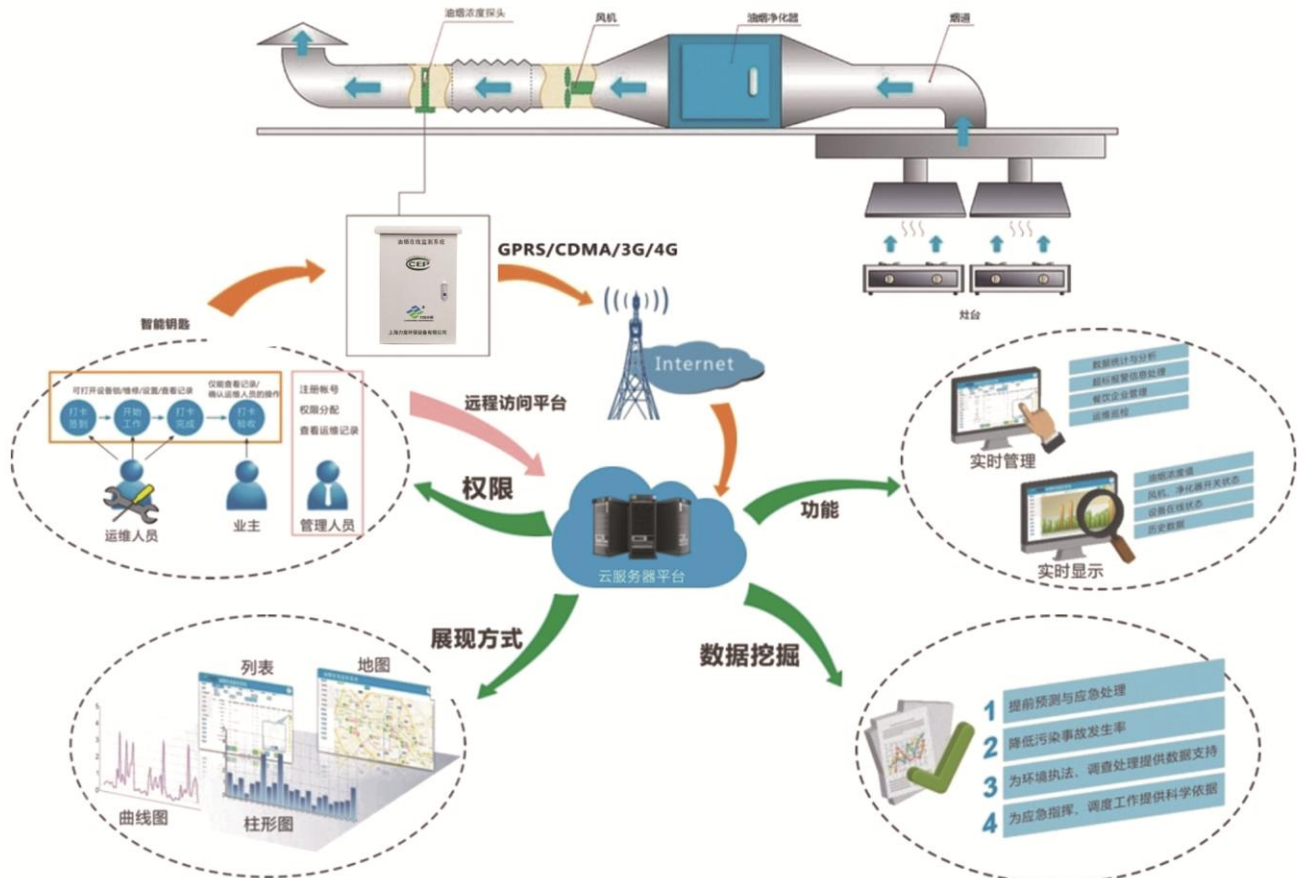 油烟浓度探头
风机
油烟净化器
烟道
油烟在线监测系统
CEP
GPRS/CDMA/3G/4G
灶台
智能钥匙
Internet
可打开设备锁/维修/设置/查看记录
仅能查看记录/
确认运维人员的操作
打卡
签到
开始
工作
打卡
完成
打卡
验收
运维人员
业主
注册帐号
权限分配
查看运维记录
管理人员
远程访问平台
权限
云服务器平台
功能
数据统计与分析
超标报警信息处理
餐饮企业管理
运维巡检
实时管理
油烟浓度值
风机、净化器开关状态
设备在线状态
历史数据
实时显示
展现方式
数据挖掘
列表
地图
曲线图
柱形图
1 提前预测与应急处理
2 降低污染事故发生率
3 为环境执法、调查处理提供数据支持
4 为应急指挥、调度工作提供科学依据